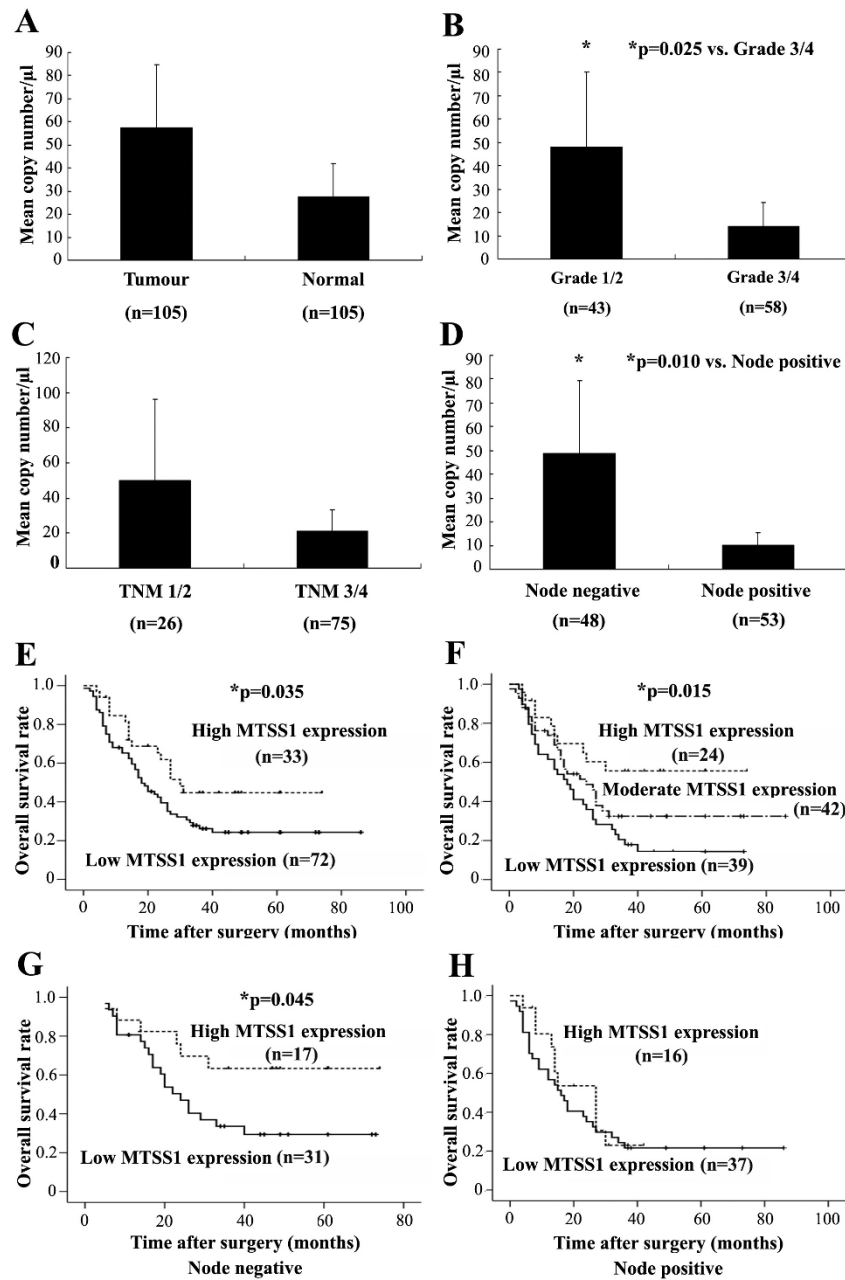 A
Mean copy number/µl
90
80
70
60
50
40
30
20
10
0
Tumour
Normal
(n=105)
(n=105)
B
*
*p=0.025 vs. Grade 3/4
Mean copy number/µl
90
80
70
60
50
40
30
20
10
0
Grade 1/2
Grade 3/4
(n=43)
(n=58)
C
Mean copy number/µl
120
100
80
60
40
20
0
TNM 1/2
TNM 3/4
(n=26)
(n=75)
D
*
*p=0.010 vs. Node positive
Mean copy number/µl
90
80
70
60
50
40
30
20
10
0
Node negative
Node positive
(n=48)
(n=53)
E
*p=0.035
Overall survival rate
1.0
0.8
0.6
0.4
0.2
0
High MTSS1 expression
(n=33)
Low MTSS1 expression (n=72)
0 20 40 60 80 100
Time after surgery (months)
F
*p=0.015
Overall survival rate
1.0
0.8
0.6
0.4
0.2
0
High MTSS1 expression
(n=24)
Moderate MTSS1 expression
(n=42)
Low MTSS1 expression (n=39)
0 20 40 60 80 100
Time after surgery (months)
G
*p=0.045
Overall survival rate
1.0
0.8
0.6
0.4
0.2
0
High MTSS1 expression
(n=17)
Low MTSS1 expression (n=31)
0 20 40 60 80
Time after surgery (months)
Node negative
H
Overall survival rate
1.0
0.8
0.6
0.4
0.2
0
High MTSS1 expression
(n=16)
Low MTSS1 expression (n=37)
0 20 40 60 80 100
Time after surgery (months)
Node positive